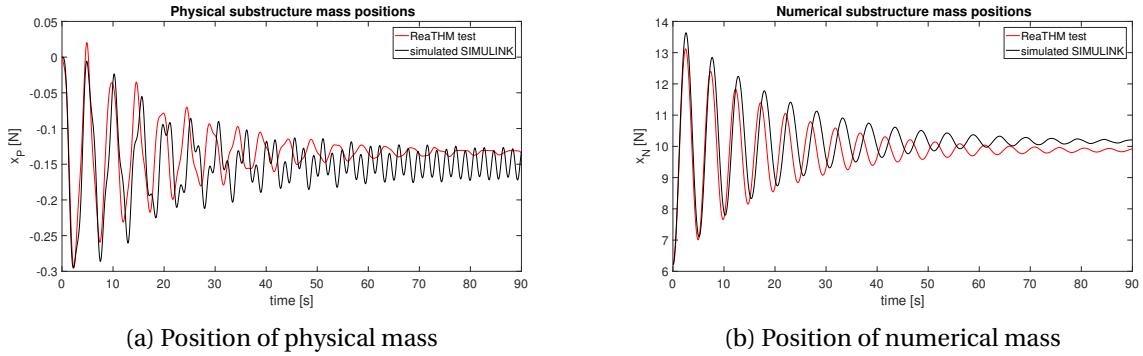 Physical substructure mass positions
ReaTHM test
simulated SIMULINK
0.05
0
-0.05
-0.1
-0.15
-0.2
-0.25
-0.3
x_P [N]
0 10 20 30 40 50 60 70 80 90
time [s]
(a) Position of physical mass
Numerical substructure mass positions
ReaTHM test
simulated SIMULINK
14
13
12
11
10
9
8
7
6
x_N [N]
0 10 20 30 40 50 60 70 80 90
time [s]
(b) Position of numerical mass